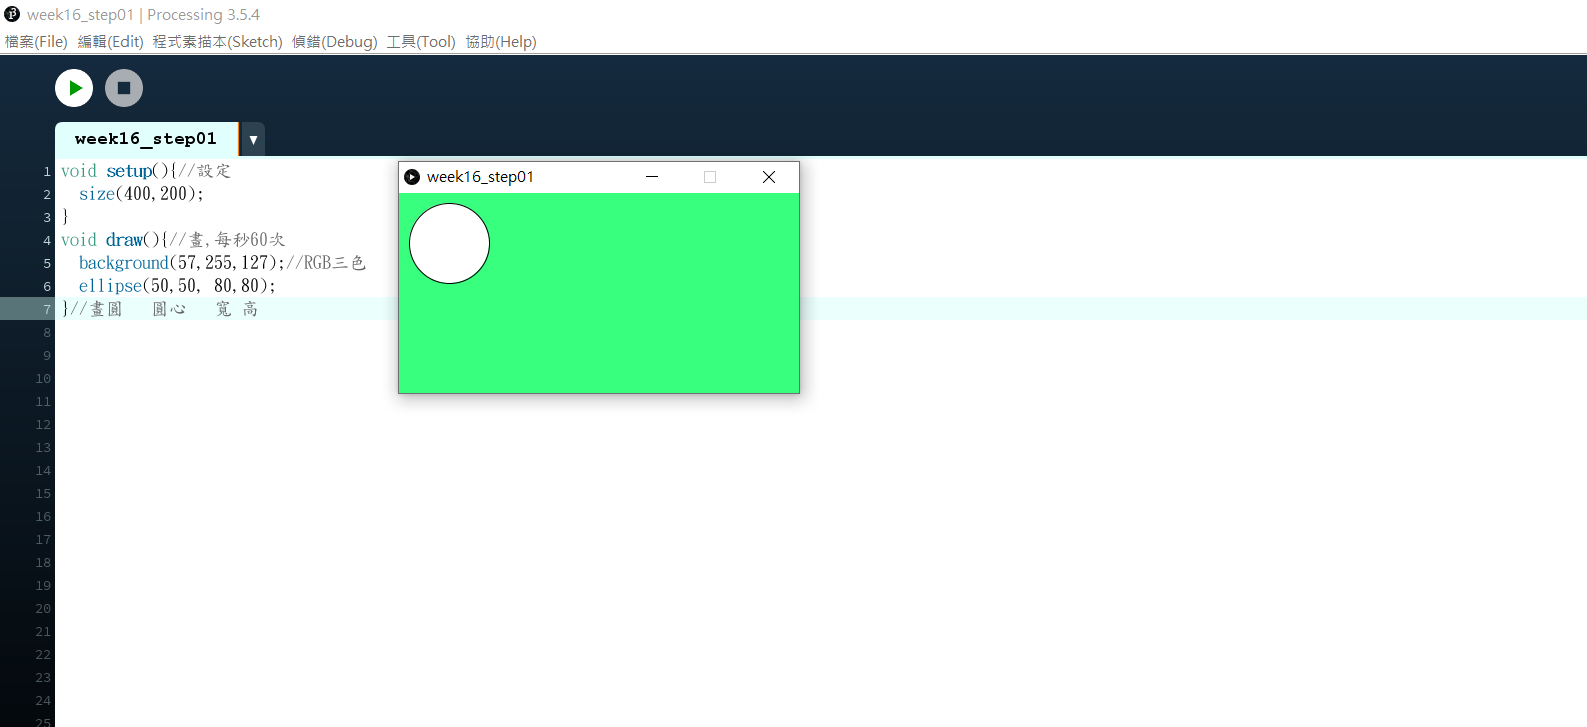 week16_step01 | Processing 3.5.4
檔案(File) 編輯(Edit) 程式素描本(Sketch) 偵錯(Debug) 工具(Tool) 協助(Help)
week16_step01
1 void setup(){//設定
2   size(400,200);
3 }
4 void draw(){//畫,每秒60次
5   background(57,255,127);//RGB三色
6   ellipse(50,50, 80,80);
7 }//畫圓   圓心   寬 高
8
9
10
11
12
13
14
15
16
17
18
19
20
21
22
23
24
25
week16_step01